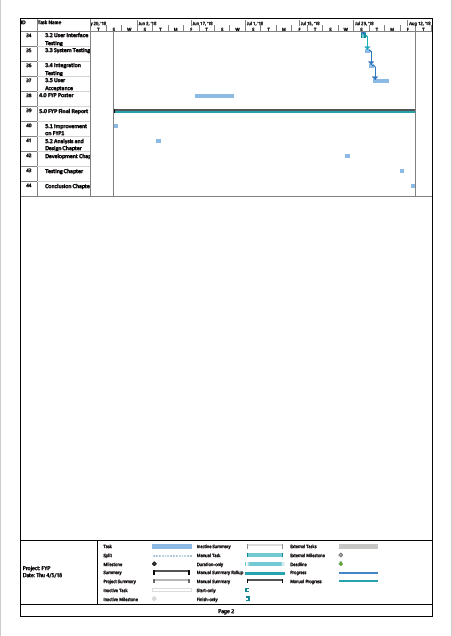 ID Task Name y 20, '18 Jun 3, '18 Jun 17, '18 Jul 1, '18 Jul 15, '18 Jul 29, '18 Aug 12, '18
T S W S T M F T S W S T M F T S W S T
34 3.2 User Interface
Testing
35 3.3 System Testing
36 3.4 Integration
Testing
37 3.5 User
Acceptance
38 4.0 FYP Poster
39 5.0 FYP Final Report
40 5.1 Improvement
on FYP1
41 5.2 Analysis and
Design Chapter
42 Development Chap
43 Testing Chapter
44 Conclusion Chapte
Project: FYP
Date: Thu 4/5/18
Task Inactive Summary External Tasks
Split Manual Task External Milestone
Milestone Duration-only Deadline
Summary Manual Summary Rollup Progress
Project Summary Manual Summary Manual Progress
Inactive Task Start-only
Inactive Milestone Finish-only
Page 2